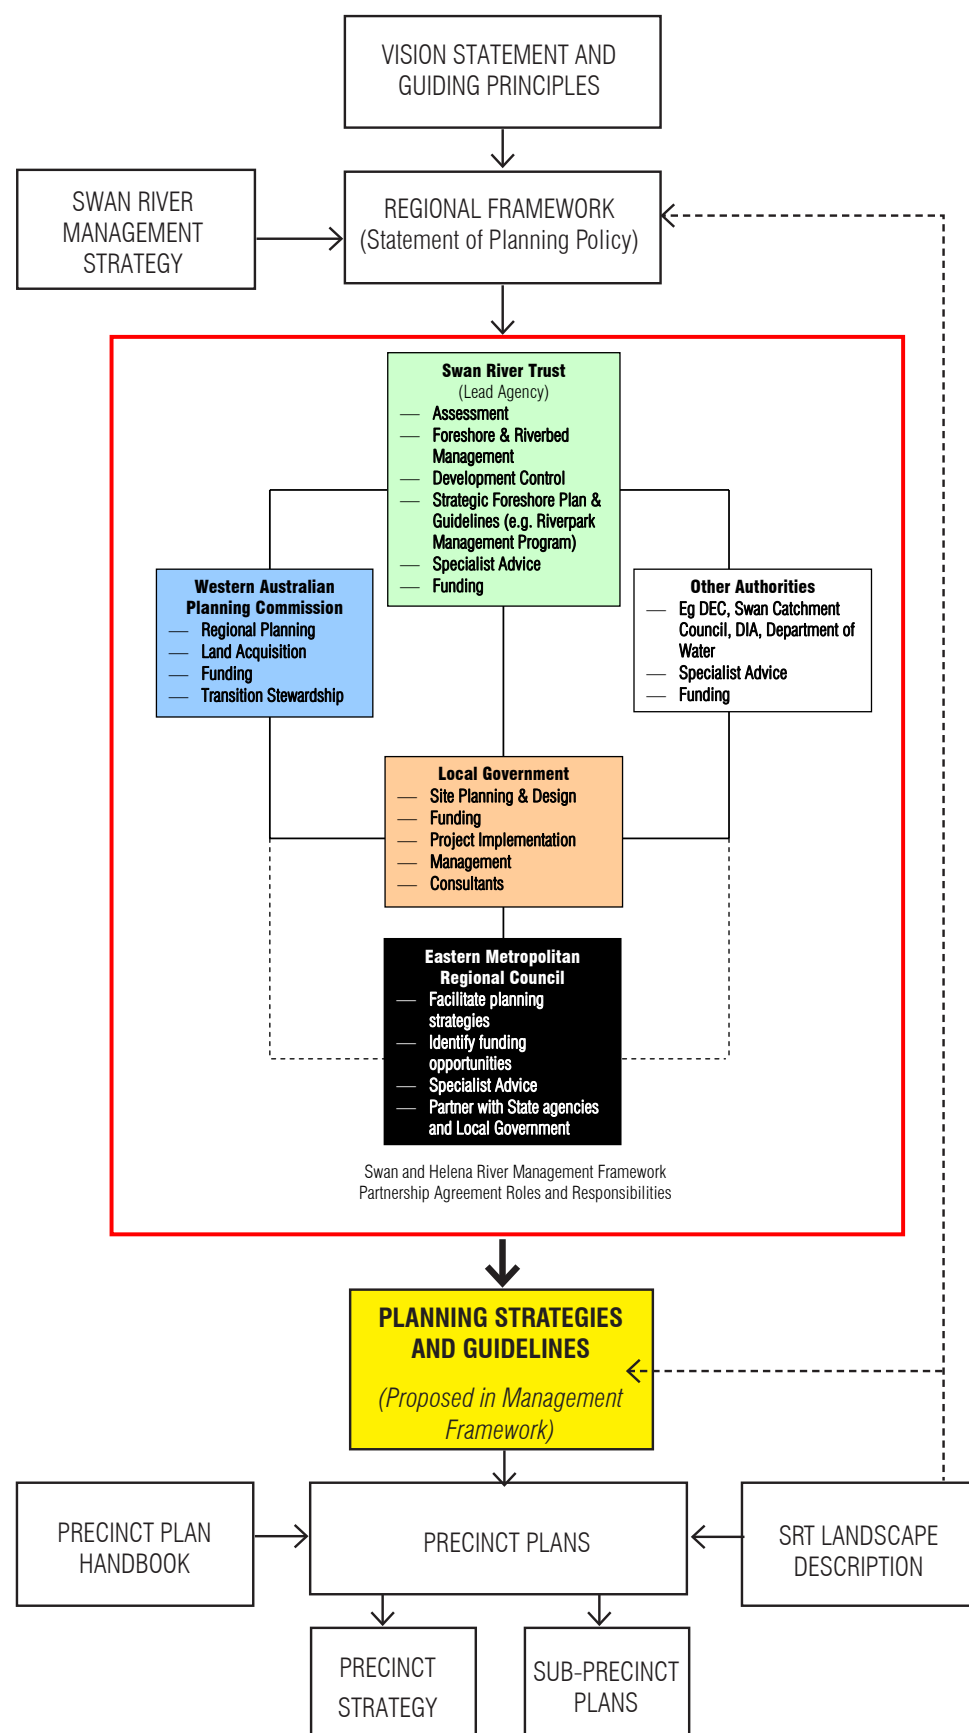 VISION STATEMENT AND
GUIDING PRINCIPLES
SWAN RIVER
MANAGEMENT
STRATEGY
REGIONAL FRAMEWORK
(Statement of Planning Policy)
Swan River Trust
(Lead Agency)
— Assessment
— Foreshore & Riverbed
Management
— Development Control
— Strategic Foreshore Plan &
Guidelines (e.g. Riverpark
Management Program)
— Specialist Advice
— Funding
Western Australian
Planning Commission
— Regional Planning
— Land Acquisition
— Funding
— Transition Stewardship
Other Authorities
— Eg DEC, Swan Catchment
Council, DIA, Department of
Water
— Specialist Advice
— Funding
Local Government
— Site Planning & Design
— Funding
— Project Implementation
— Management
— Consultants
Eastern Metropolitan
Regional Council
— Facilitate planning
strategies
— Identify funding
opportunities
— Specialist Advice
— Partner with State agencies
and Local Government
Swan and Helena River Management Framework
Partnership Agreement Roles and Responsibilities
PLANNING STRATEGIES
AND GUIDELINES
(Proposed in Management
Framework)
PRECINCT PLAN
HANDBOOK
PRECINCT PLANS
SRT LANDSCAPE
DESCRIPTION
PRECINCT
STRATEGY
SUB-PRECINCT
PLANS